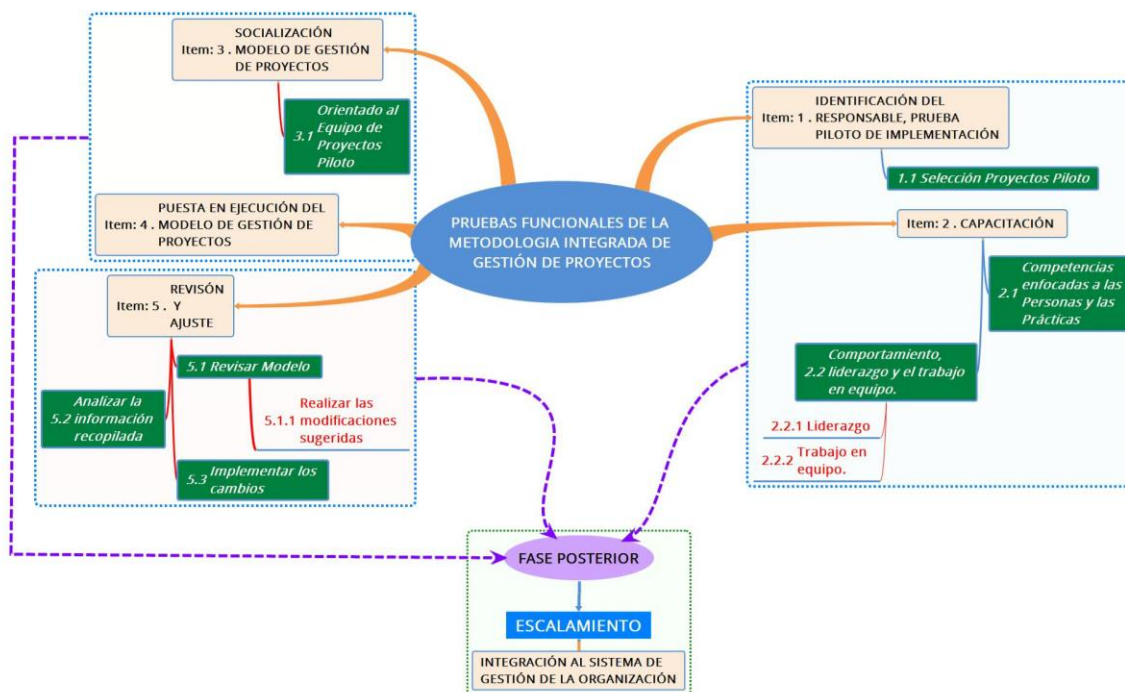 PRUEBAS FUNCIONALES DE LA
METODOLOGIA INTEGRADA DE
GESTIÓN DE PROYECTOS
IDENTIFICACIÓN DEL
Item: 1 . RESPONSABLE, PRUEBA
PILOTO DE IMPLEMENTACIÓN
1.1 Selección Proyectos Piloto
Item: 2 . CAPACITACIÓN
Competencias
enfocadas a las
2.1 Personas y las
Prácticas
Comportamiento,
2.2 liderazgo y el trabajo
en equipo.
2.2.1 Liderazgo
2.2.2 Trabajo en
equipo.
SOCIALIZACIÓN
Item: 3 . MODELO DE GESTIÓN
DE PROYECTOS
Orientado al
3.1 Equipo de
Proyectos
Piloto
PUESTA EN EJECUCIÓN DEL
Item: 4 . MODELO DE GESTIÓN DE
PROYECTOS
REVISÓN
Item: 5 . Y
AJUSTE
5.1 Revisar Modelo
Realizar las
5.1.1 modificaciones
sugeridas
Analizar la
5.2 información
recopilada
5.3 Implementar los
cambios
FASE POSTERIOR
ESCALAMIENTO
INTEGRACIÓN AL SISTEMA DE
GESTIÓN DE LA ORGANIZACIÓN